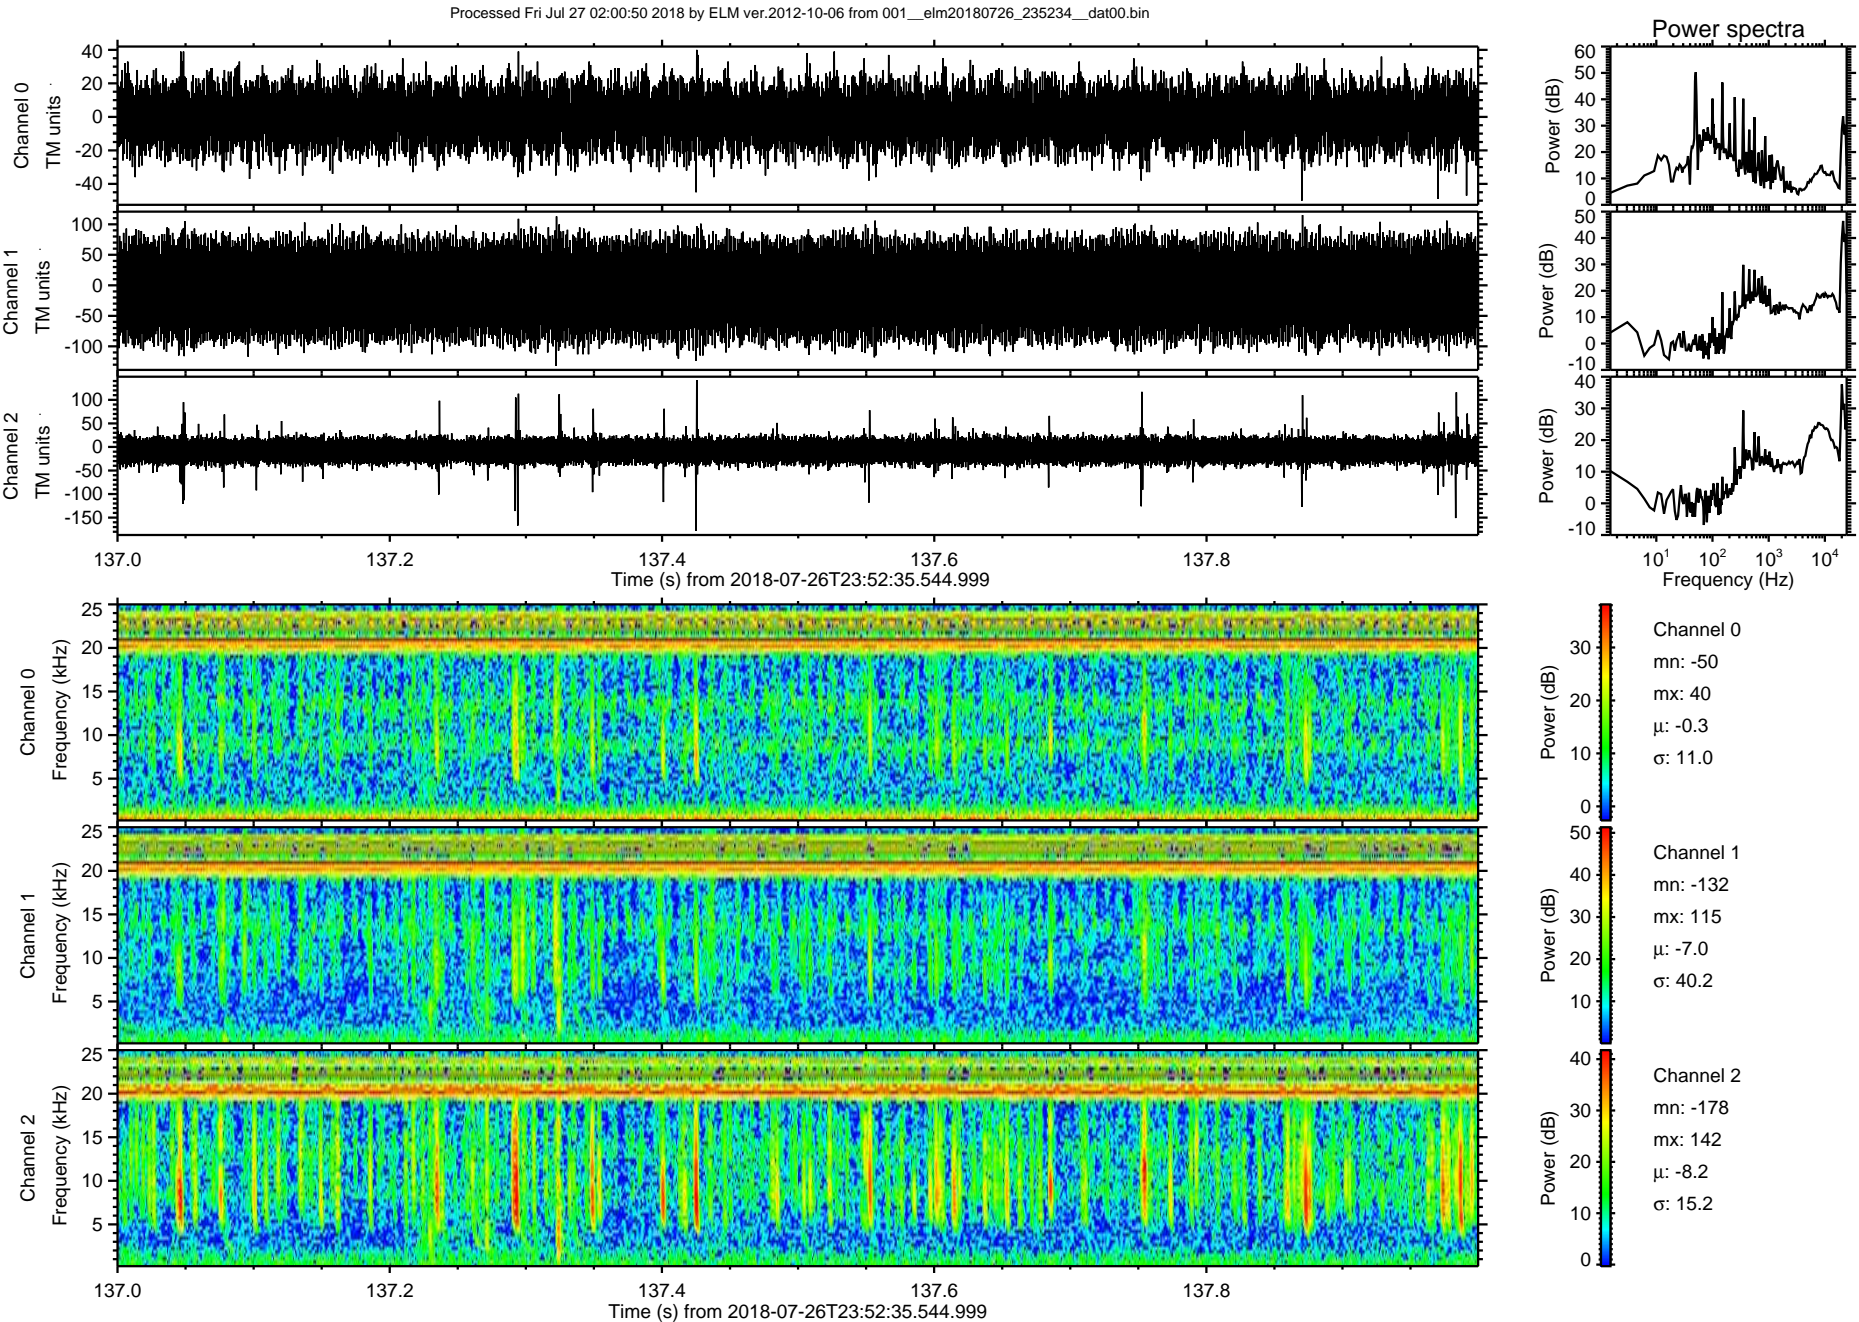 Processed Fri Jul 27 02:00:50 2018 by ELM ver.2012-10-06 from 001__elm20180726_235234__dat00.bin
Power spectra
Channel 0
TM units
40
20
0
-20
-40
Power (dB)
60
50
40
30
20
10
0
Channel 1
TM units
100
50
0
-50
-100
Power (dB)
50
40
30
20
10
0
-10
Channel 2
TM units
100
50
0
-50
-100
-150
Power (dB)
40
30
20
10
0
-10
137.0 137.2 137.4 137.6 137.8
Time (s) from 2018-07-26T23:52:35.544.999
10¹ 10² 10³ 10⁴
Frequency (Hz)
Channel 0
Frequency (kHz)
25
20
15
10
5
Power (dB)
30
20
10
0
Channel 0
mn: -50
mx: 40
μ: -0.3
σ: 11.0
Channel 1
Frequency (kHz)
25
20
15
10
5
Power (dB)
50
40
30
20
10
Channel 1
mn: -132
mx: 115
μ: -7.0
σ: 40.2
Channel 2
Frequency (kHz)
25
20
15
10
5
Power (dB)
40
30
20
10
0
Channel 2
mn: -178
mx: 142
μ: -8.2
σ: 15.2
137.0 137.2 137.4 137.6 137.8
Time (s) from 2018-07-26T23:52:35.544.999